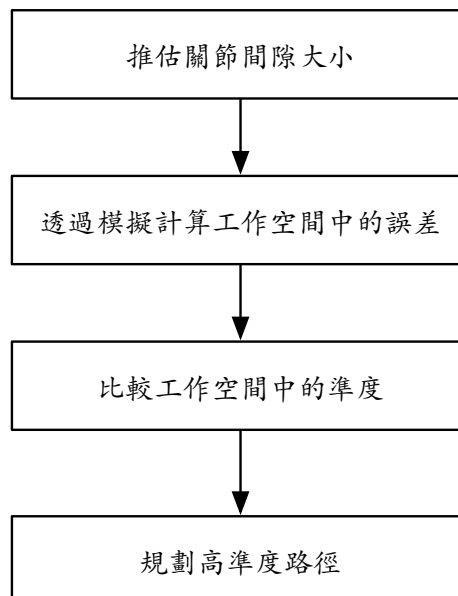 推估關節間隙大小
透過模擬計算工作空間中的誤差
比較工作空間中的準度
規劃高準度路徑